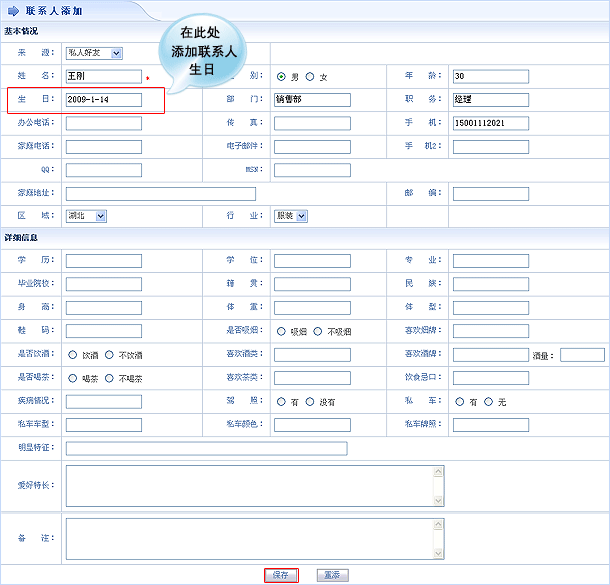 联系人添加
在此处
添加联系人
生日
基本情况
来 源： 私人好友
姓 名： 王刚 * 别： 男 女 年 龄： 30
生 日： 2009-1-14 部 门： 销售部 职 务： 经理
办公电话： 传 真： 手 机： 15001112021
家庭电话： 电子邮件： 手 机2：
QQ： MSN：
家庭地址： 邮 编：
区 域： 湖北 行 业： 服装
详细信息
学 历： 学 位： 专 业：
毕业院校： 籍 贯： 民 族：
身 高： 体 重： 体 型：
鞋 码： 是否吸烟： 吸烟 不吸烟 喜欢烟牌：
是否饮酒： 饮酒 不饮酒 喜欢酒类： 喜欢酒牌： 酒量：
是否喝茶： 喝茶 不喝茶 喜欢茶类： 饮食忌口：
疾病情况： 驾 照： 有 没有 私 车： 有 无
私车车型： 私车颜色： 私车牌照：
明显特征：
爱好特长：
备 注：
保存 重添